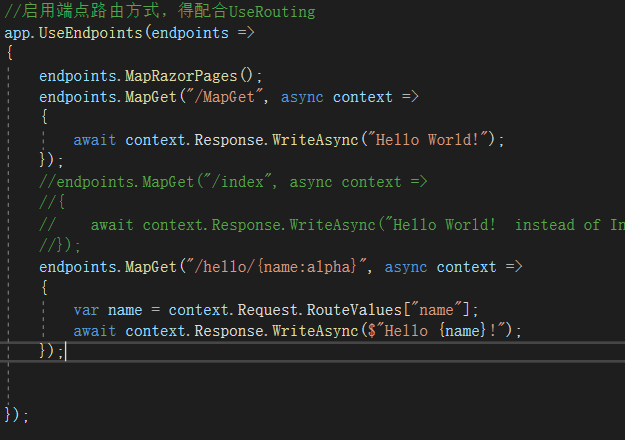 //启用端点路由方式，得配合UseRouting
app.UseEndpoints(endpoints =>
{
    endpoints.MapRazorPages();
    endpoints.MapGet("/MapGet", async context =>
    {
        await context.Response.WriteAsync("Hello World!");
    });
    //endpoints.MapGet("/index", async context =>
    //{
    //    await context.Response.WriteAsync("Hello World!  instead of In
    //});
    endpoints.MapGet("/hello/{name:alpha}", async context =>
    {
        var name = context.Request.RouteValues["name"];
        await context.Response.WriteAsync($"Hello {name}!");
    });
});